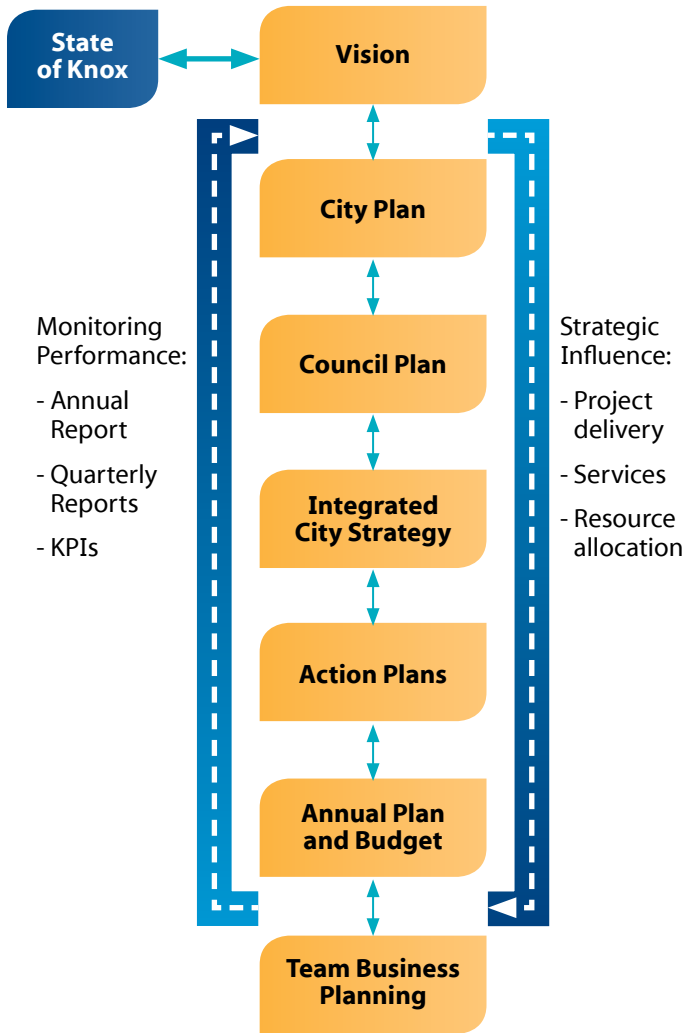 State
of Knox
Vision
City Plan
Council Plan
Integrated
City Strategy
Action Plans
Annual Plan
and Budget
Team Business
Planning
Monitoring
Performance:
- Annual
Report
- Quarterly
Reports
- KPIs
Strategic
Influence:
- Project
delivery
- Services
- Resource
allocation